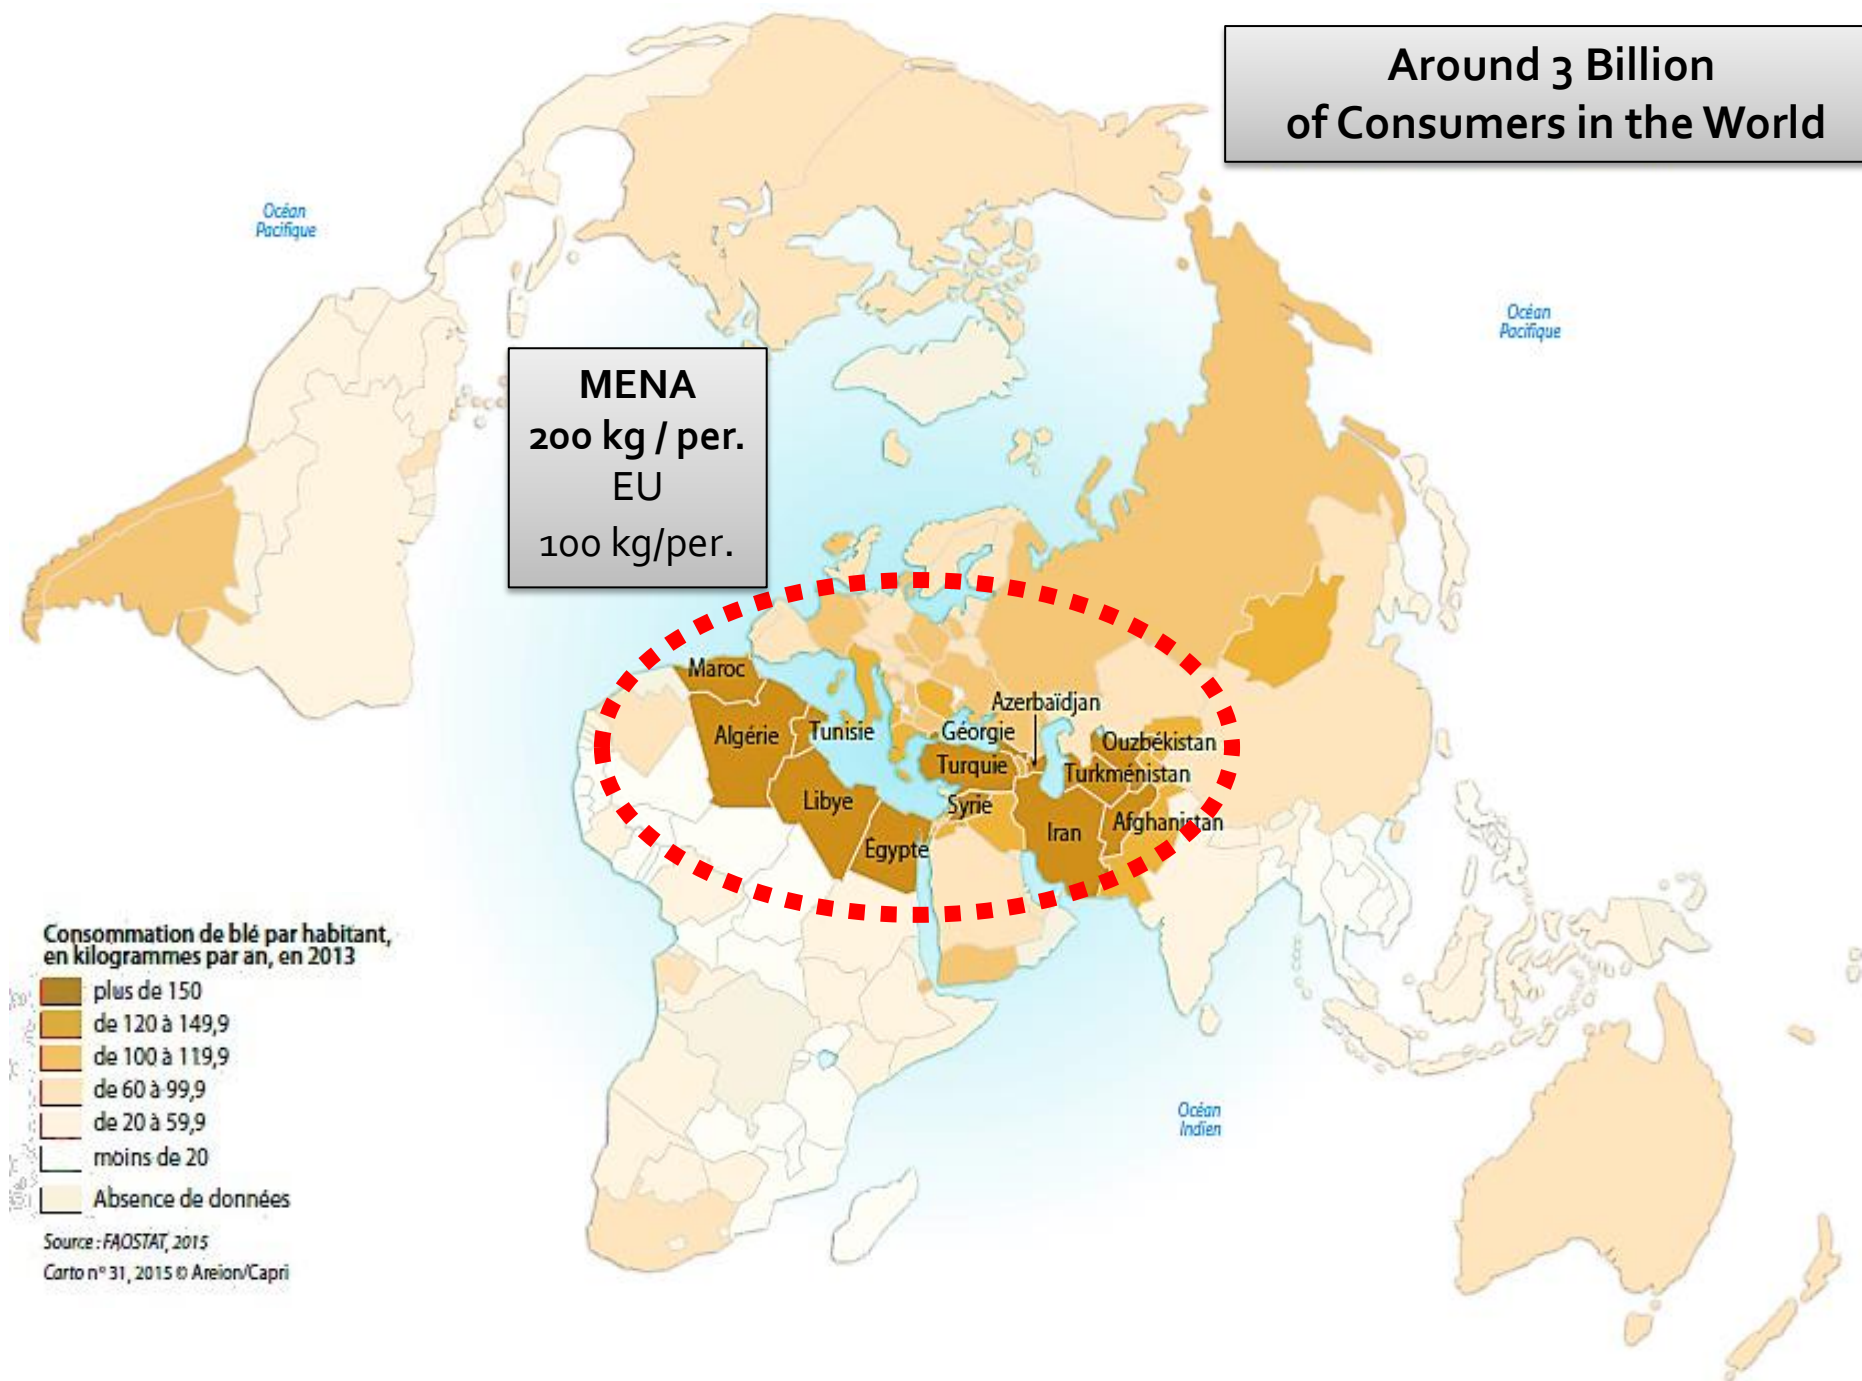 Around 3 Billion
of Consumers in the World
Océan
Pacifique
Océan
Pacifique
MENA
200 kg / per.
EU
100 kg/per.
Maroc
Algérie
Tunisie
Libye
Égypte
Géorgie
Azerbaïdjan
Turquie
Syrie
Iran
Ouzbékistan
Turkménistan
Afghanistan
Consommation de blé par habitant,
en kilogrammes par an, en 2013
plus de 150
de 120 à 149,9
de 100 à 119,9
de 60 à 99,9
de 20 à 59,9
moins de 20
Absence de données
Source : FAOSTAT, 2015
Carto nº 31, 2015 © Areion/Capri
Océan
Indien